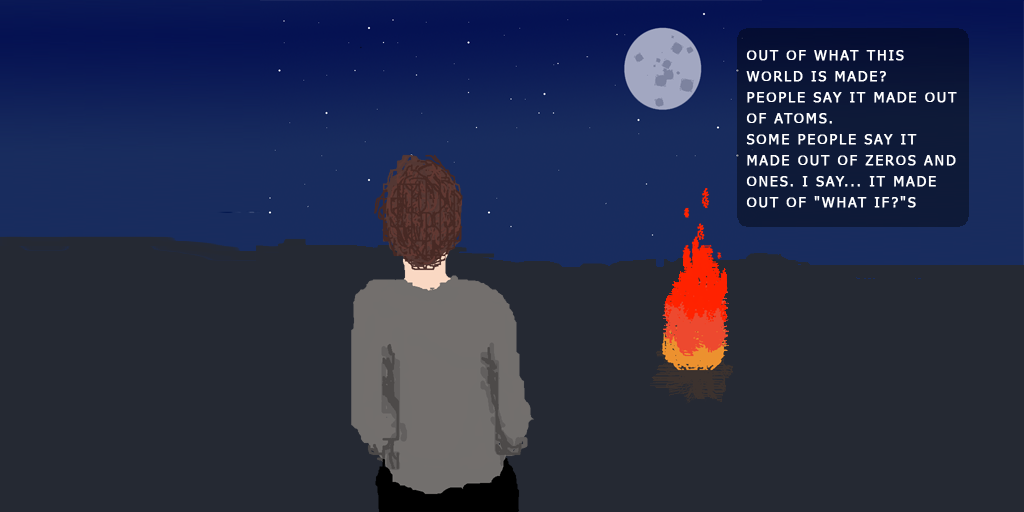 OUT OF WHAT THIS
WORLD IS MADE?
PEOPLE SAY IT MADE OUT
OF ATOMS.
SOME PEOPLE SAY IT
MADE OUT OF ZEROS AND
ONES. I SAY... IT MADE
OUT OF "WHAT IF?"S